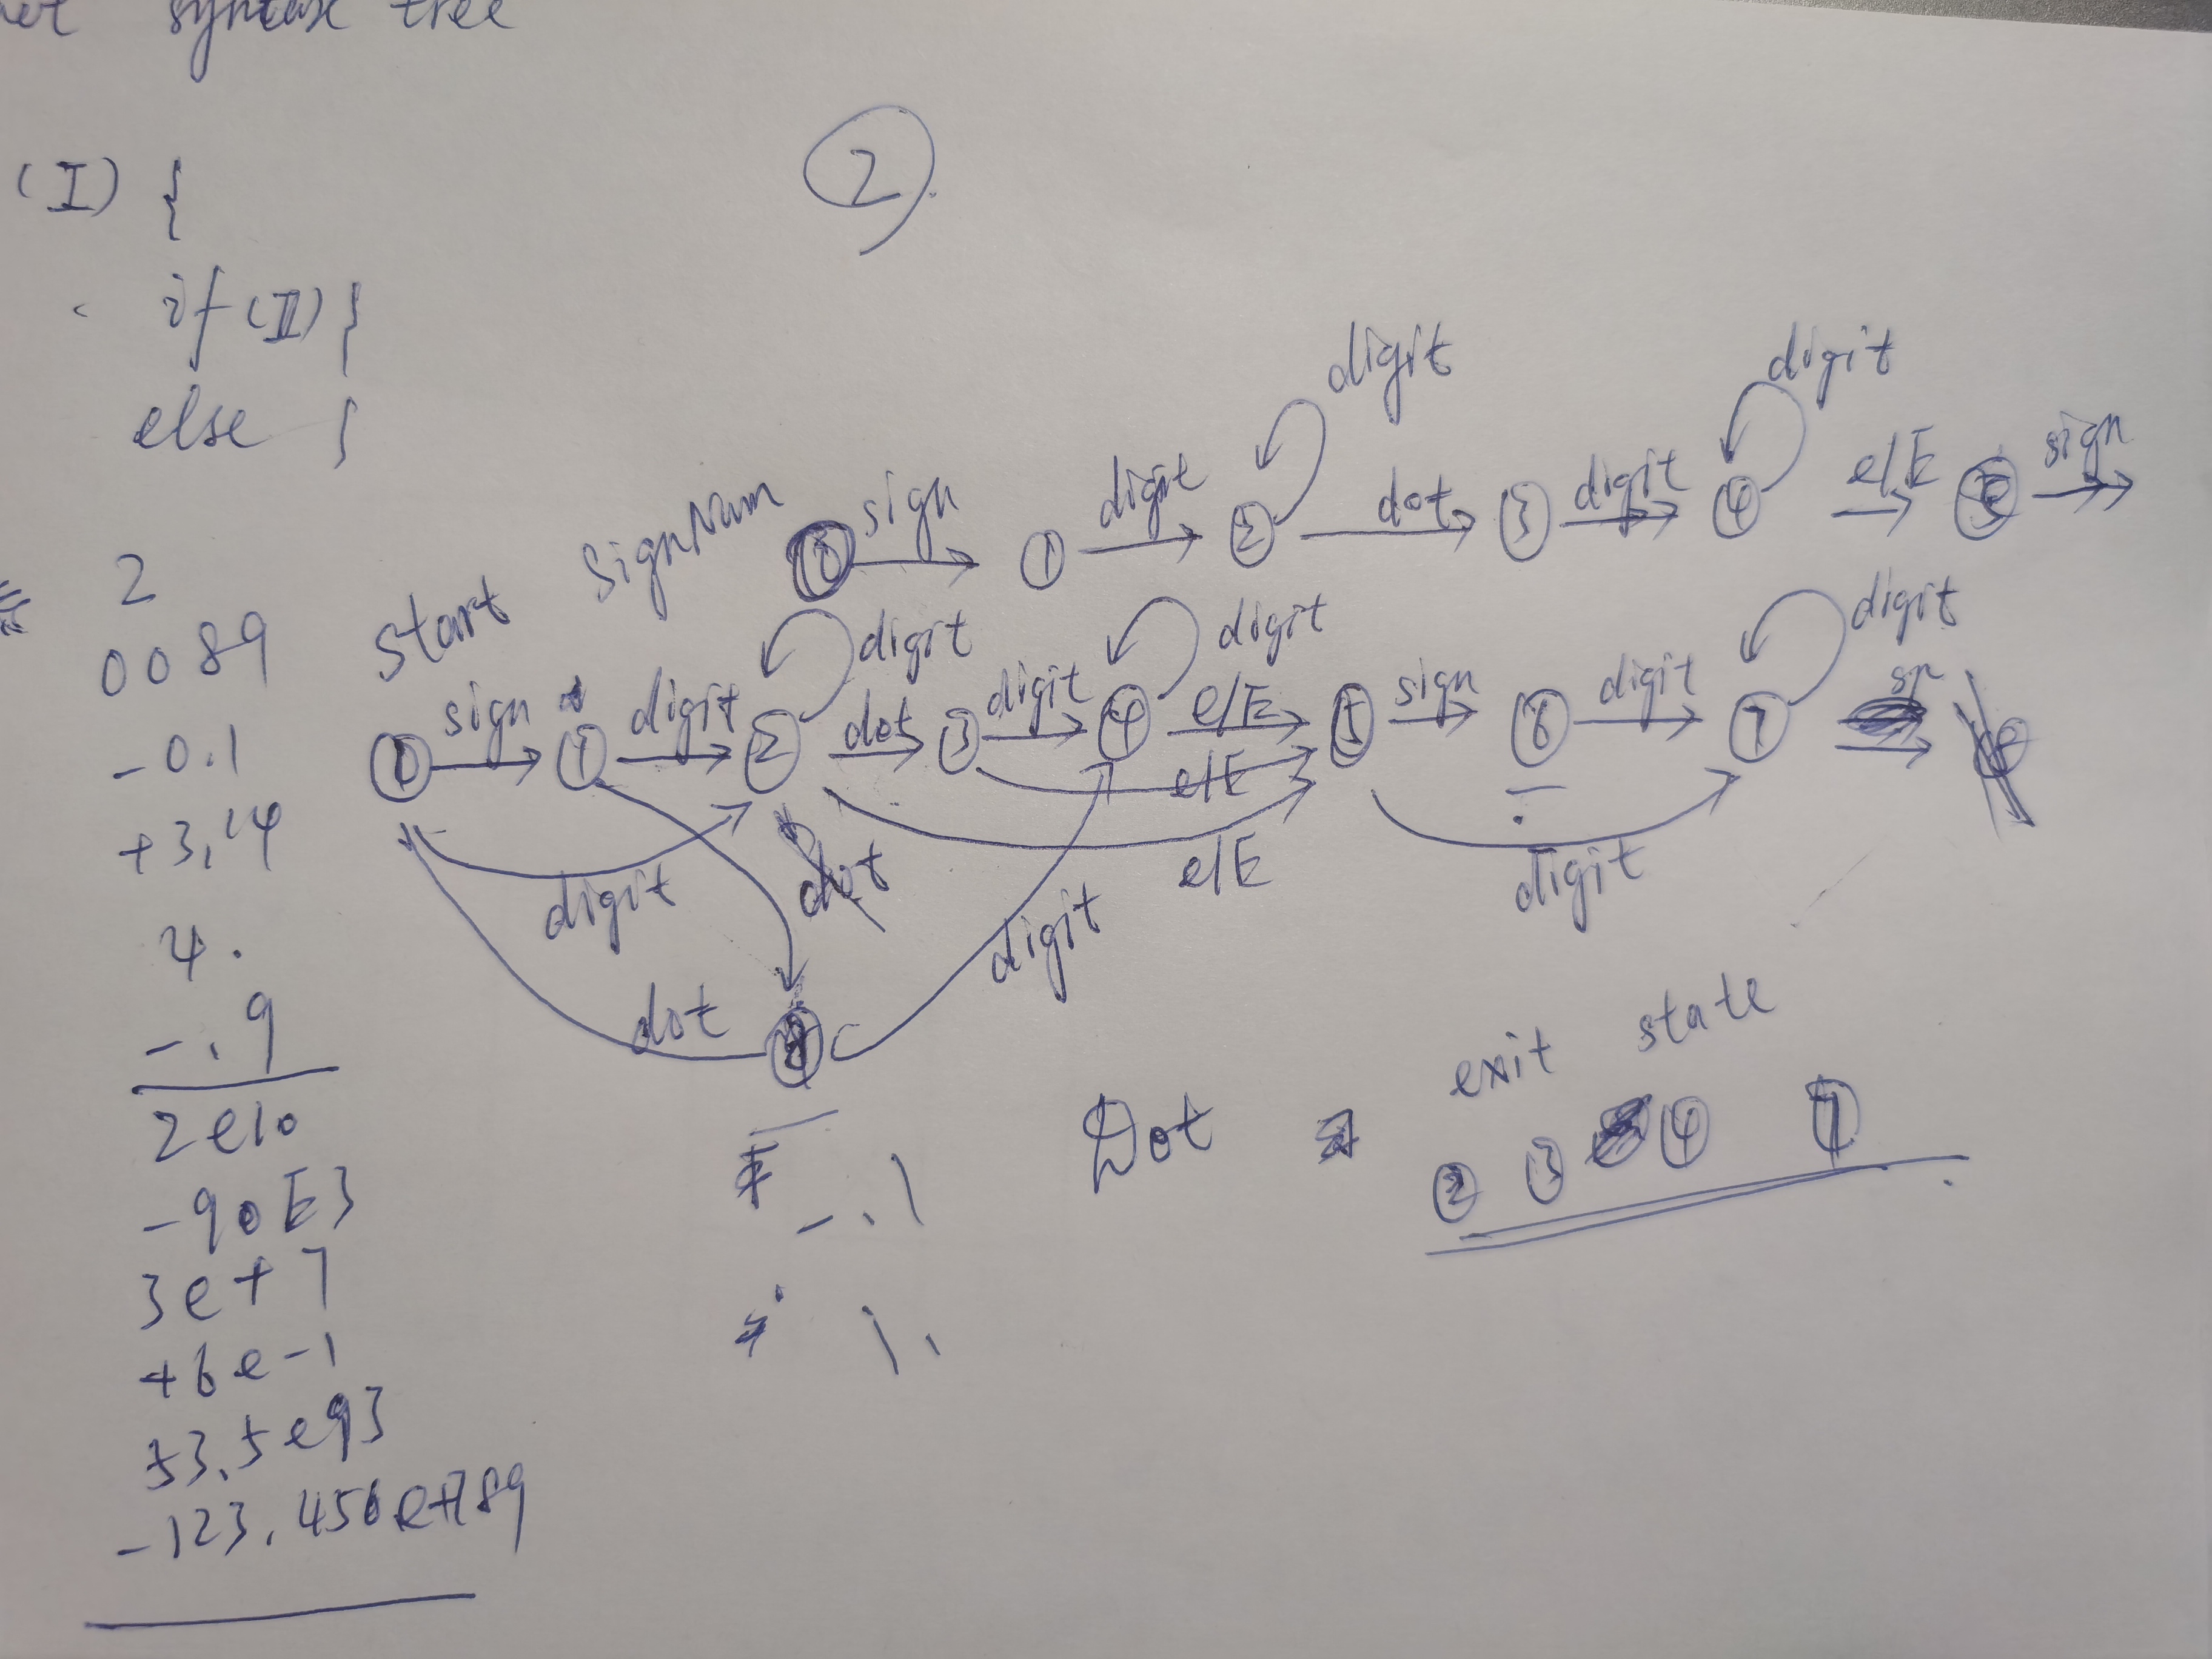 syntax tree
(I) {
2
if (II) {
else {
digit digit
sign digit dot digit e/E sign
1 2 3 4 5
start SignNum
digit digit digit
sign digit dot digit e/E sign digit
0 1 2 3 4 5 6 7
e/E
digit dot e/E digit
dot digit
exit state
Dot 2 3 4 7
-.1
1.
2
0089
-0.1
+3.14
4.
-.9
2e10
-90E3
3e+7
+6e-1
53.5e93
-123.456e+789